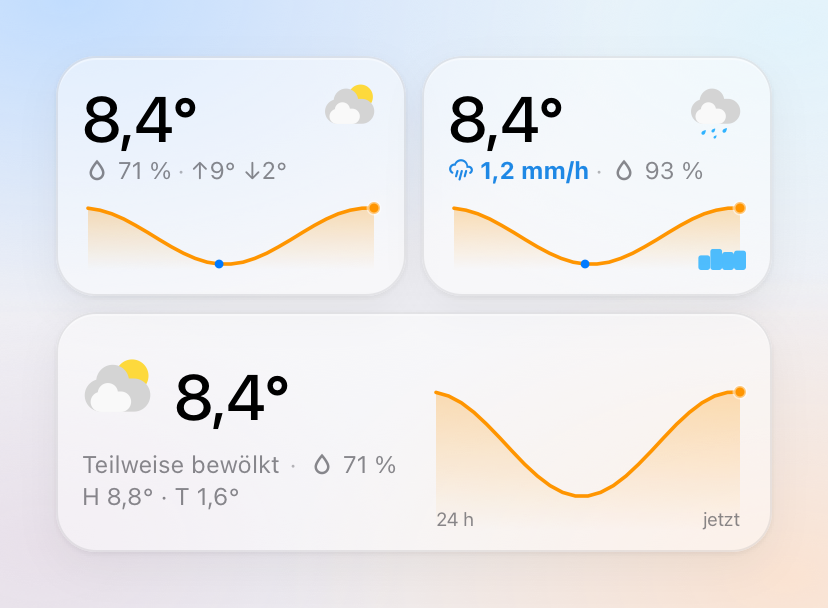 8,4°
71 % · ↑9° ↓2°
8,4°
1,2 mm/h · 93 %
8,4°
Teilweise bewölkt · 71 %
H 8,8° · T 1,6°
24 h jetzt